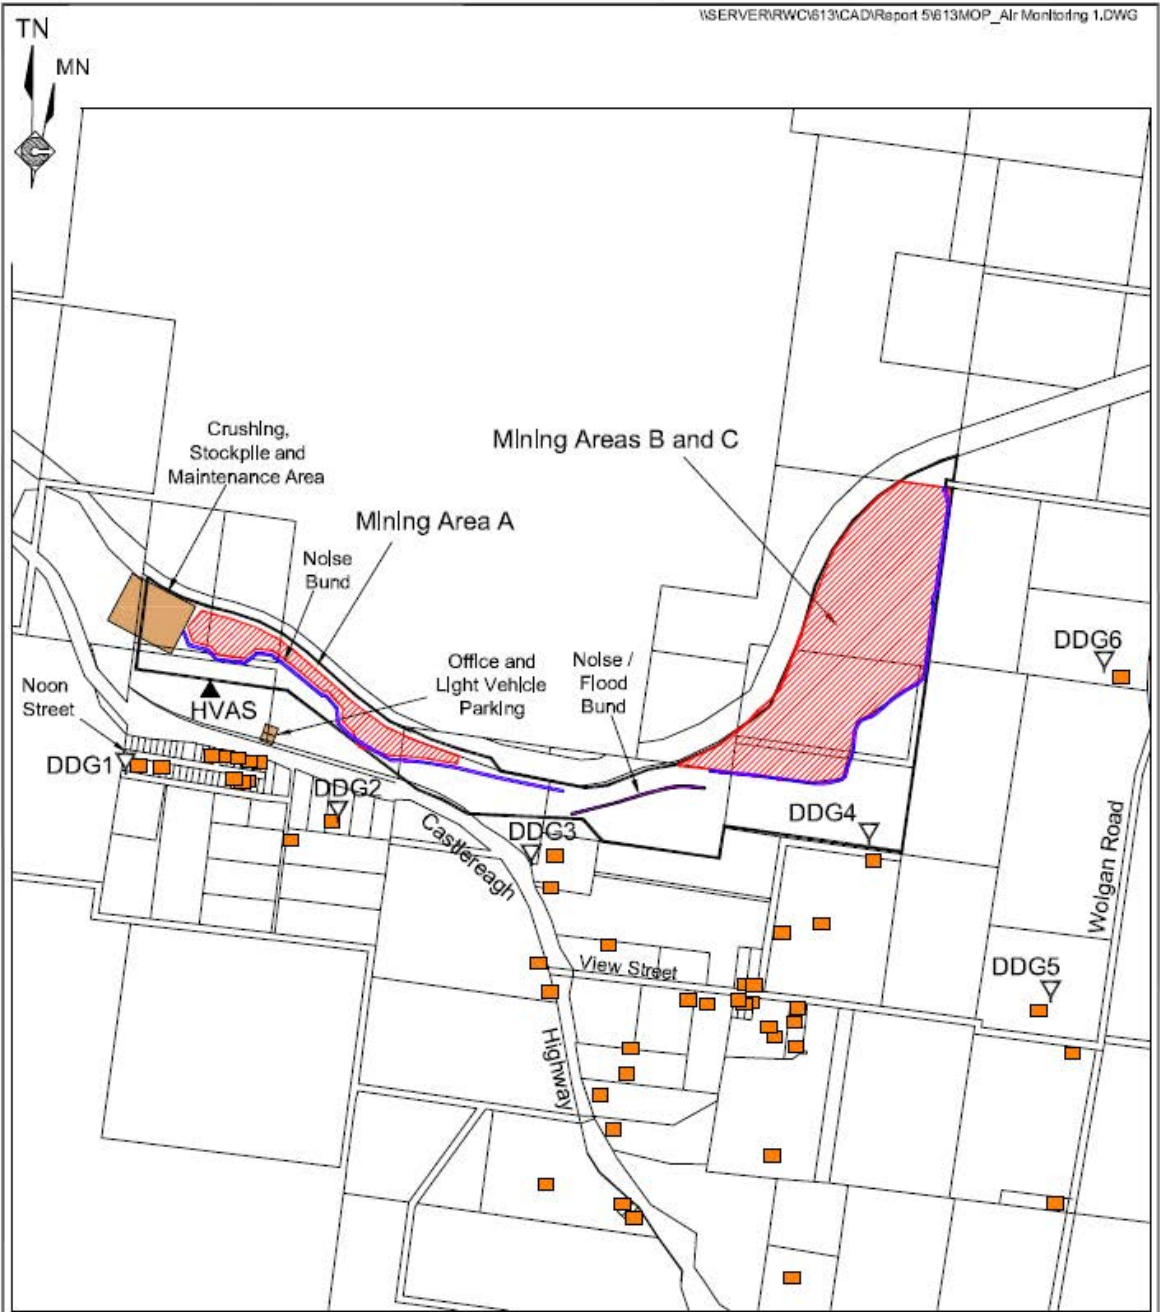 \\SERVER\RWC\613\CAD\Report 5\613MOP_Air Monitoring 1.DWG
TN
MN
Crushing,
Stockpile and
Maintenance Area
Mining Areas B and C
Mining Area A
Noise
Bund
Office and
Light Vehicle
Parking
Noise /
Flood
Bund
DDG6
Noon
Street
HVAS
DDG1
DDG2
DDG3
DDG4
Castlereagh
Wolgan Road
View Street
DDG5
Highway